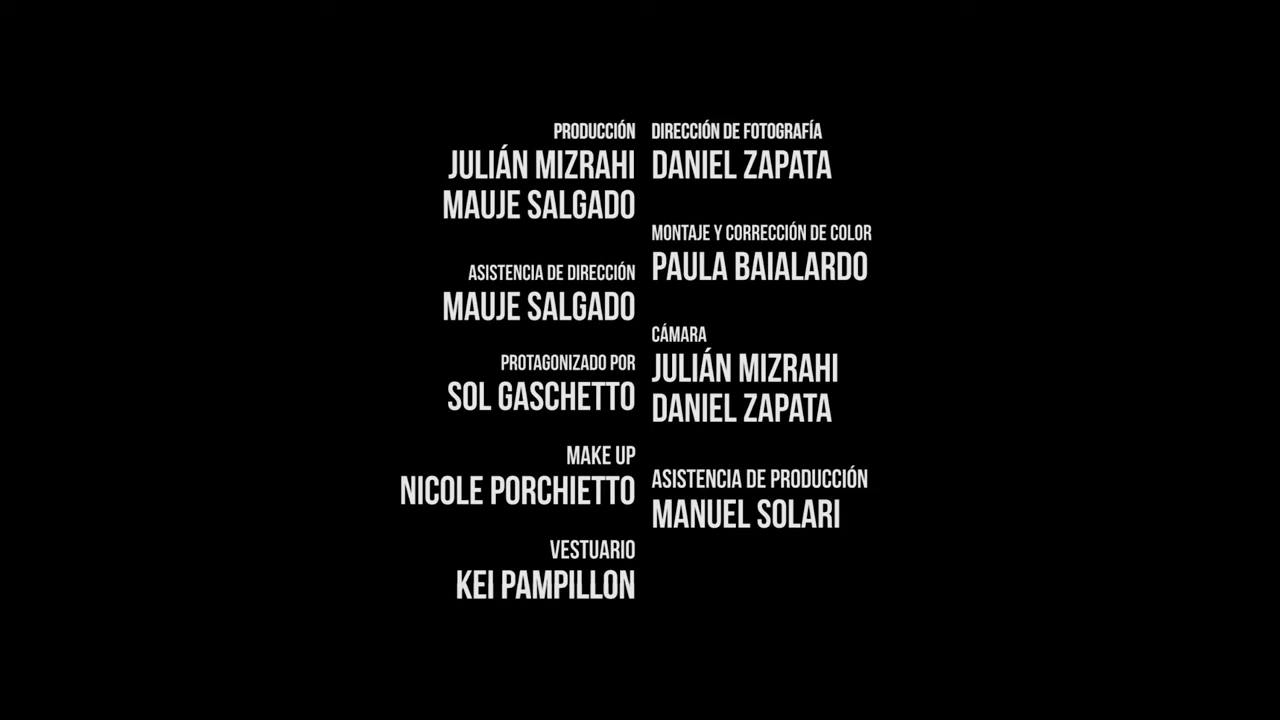 PRODUCCIÓN
JULIÁN MIZRAHI
MAUJE SALGADO
ASISTENCIA DE DIRECCIÓN
MAUJE SALGADO
PROTAGONIZADO POR
SOL GASCHETTO
MAKE UP
NICOLE PORCHIETTO
VESTUARIO
KEI PAMPILLON
DIRECCIÓN DE FOTOGRAFÍA
DANIEL ZAPATA
MONTAJE Y CORRECCIÓN DE COLOR
PAULA BAIALARDO
CÁMARA
JULIÁN MIZRAHI
DANIEL ZAPATA
ASISTENCIA DE PRODUCCIÓN
MANUEL SOLARI